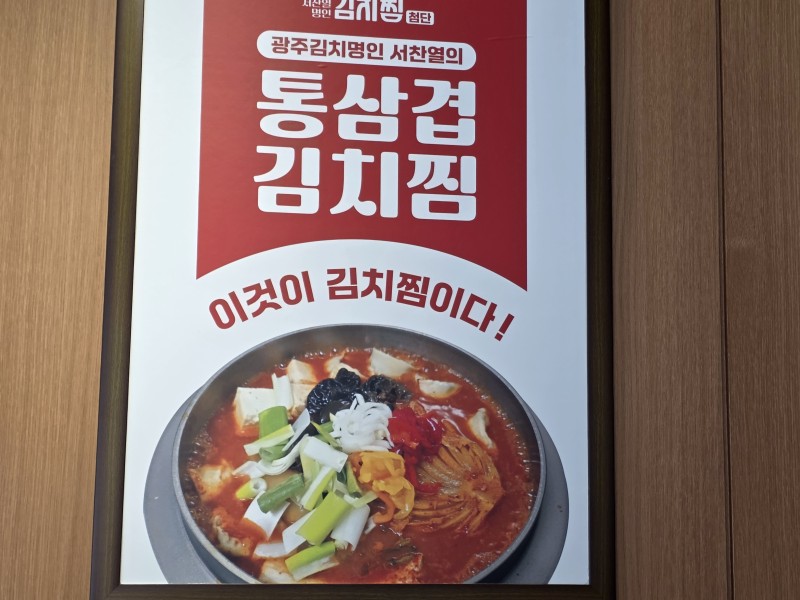 서찬열
명인 김치찜 첨단
광주김치명인 서찬열의
통삼겹
김치찜
이것이 김치찜이다!